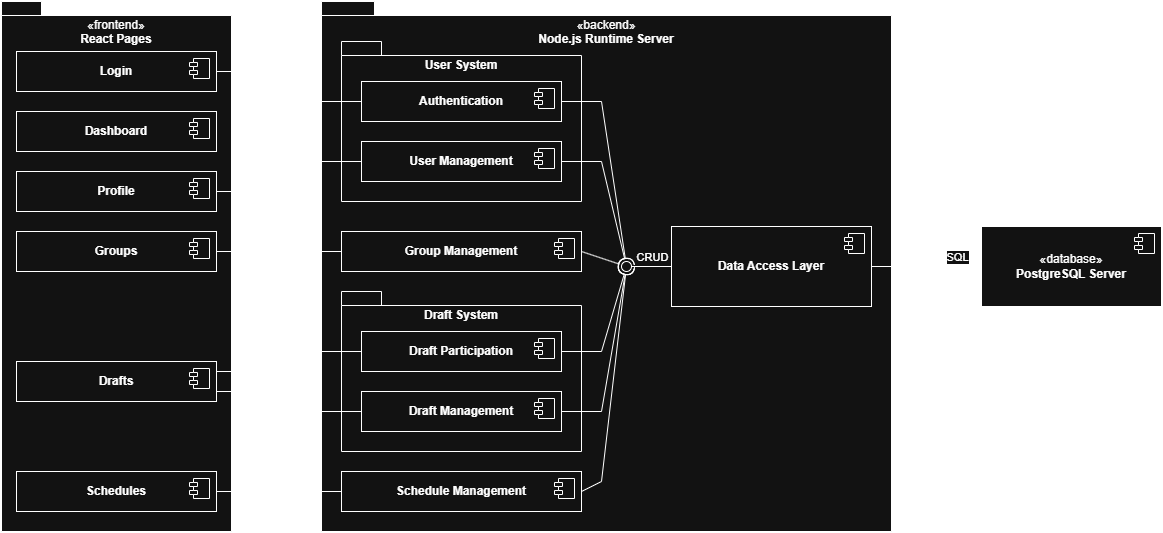 «frontend»
React Pages
Login
Dashboard
Profile
Groups
Drafts
Schedules
«backend»
Node.js Runtime Server
User System
Authentication
User Management
Group Management
Draft System
Draft Participation
Draft Management
Schedule Management
CRUD
Data Access Layer
SQL
«database»
PostgreSQL Server